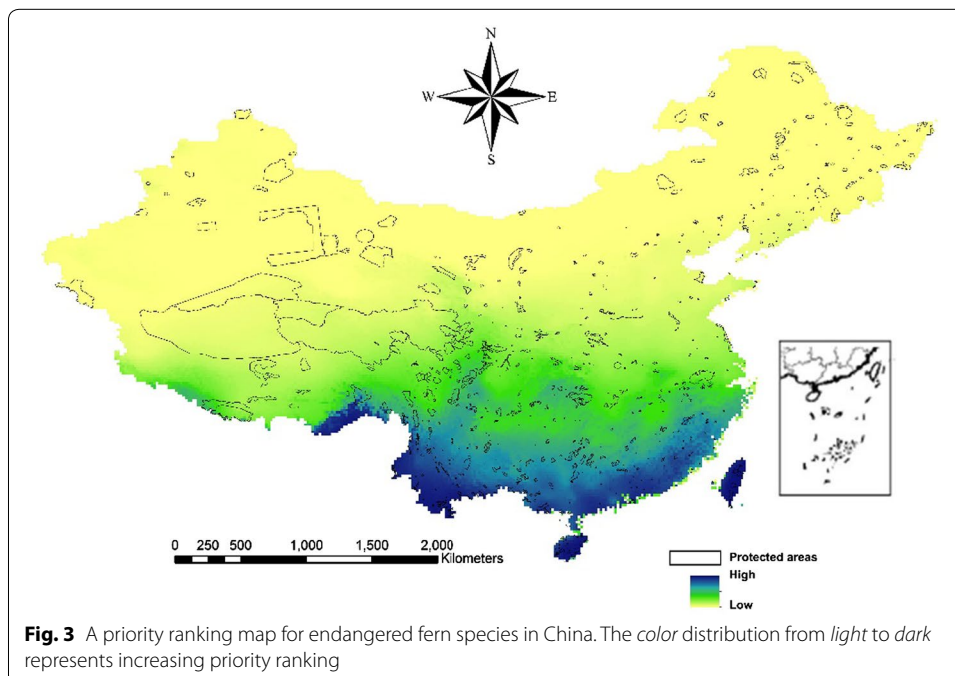 N
W E
S
0 250 500 1,000 1,500 2,000
Kilometers
Protected areas
High
Low
Fig. 3 A priority ranking map for endangered fern species in China. The color distribution from light to dark
represents increasing priority ranking